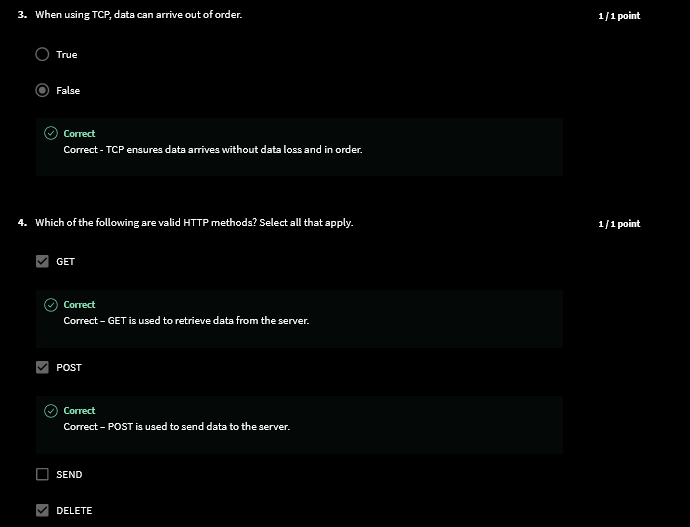 3. When using TCP, data can arrive out of order.
1 / 1 point
True
False
Correct
Correct - TCP ensures data arrives without data loss and in order.
4. Which of the following are valid HTTP methods? Select all that apply.
1 / 1 point
GET
Correct
Correct – GET is used to retrieve data from the server.
POST
Correct
Correct – POST is used to send data to the server.
SEND
DELETE